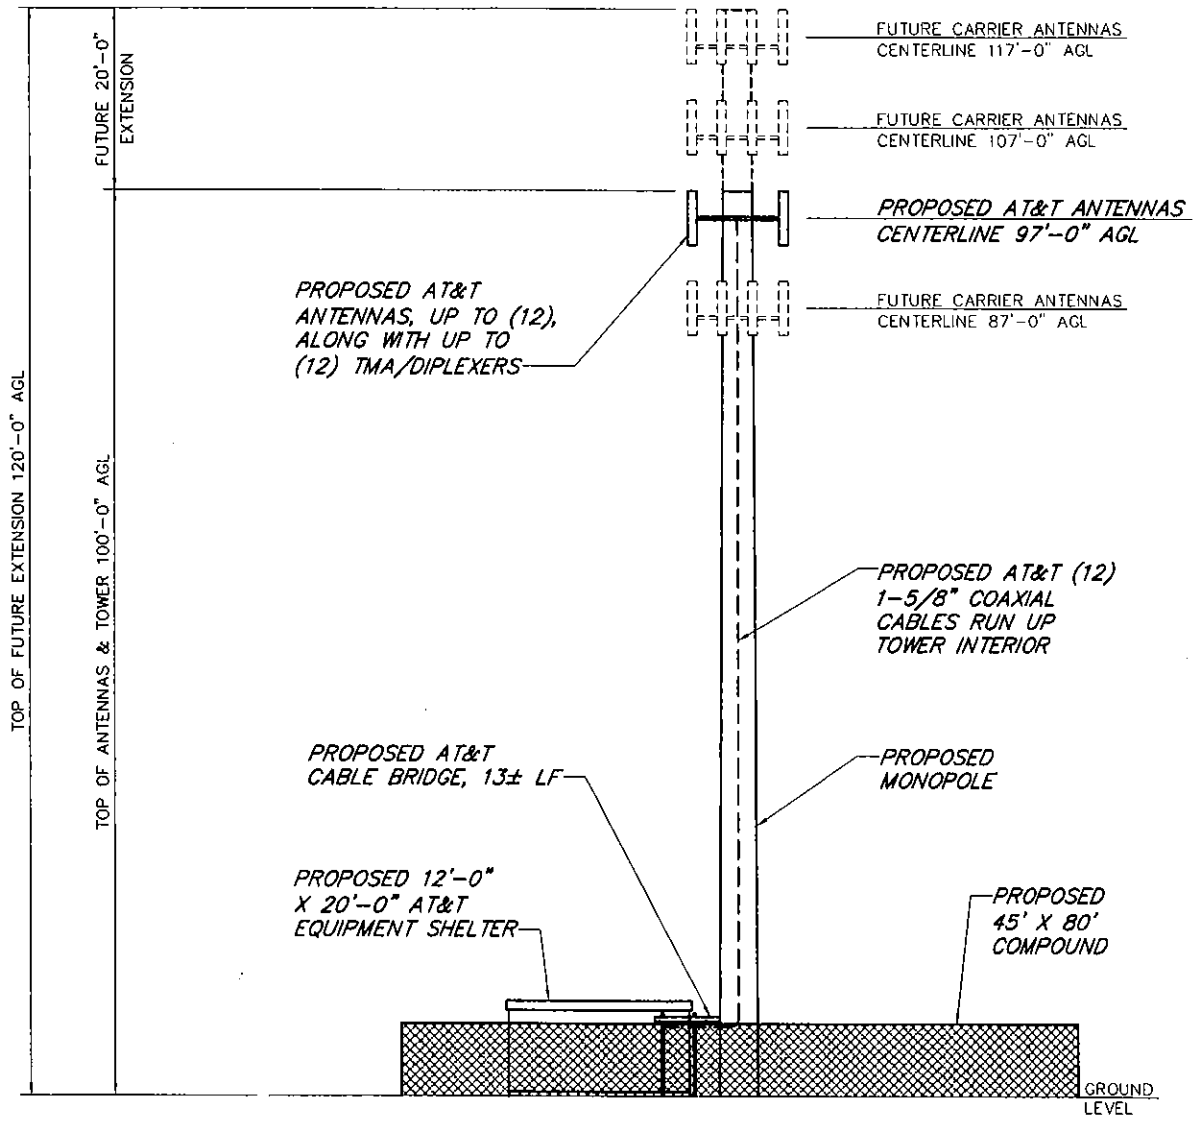 FUTURE CARRIER ANTENNAS
CENTERLINE 117'-0" AGL
FUTURE 20'-0"
EXTENSION
FUTURE CARRIER ANTENNAS
CENTERLINE 107'-0" AGL
PROPOSED AT&T ANTENNAS
CENTERLINE 97'-0" AGL
PROPOSED AT&T
ANTENNAS, UP TO (12),
ALONG WITH UP TO
(12) TMA/DIPLEXERS
FUTURE CARRIER ANTENNAS
CENTERLINE 87'-0" AGL
TOP OF FUTURE EXTENSION 120'-0" AGL
TOP OF ANTENNAS & TOWER 100'-0" AGL
PROPOSED AT&T (12)
1-5/8" COAXIAL
CABLES RUN UP
TOWER INTERIOR
PROPOSED AT&T
CABLE BRIDGE, 13± LF
PROPOSED
MONOPOLE
PROPOSED 12'-0"
X 20'-0" AT&T
EQUIPMENT SHELTER
PROPOSED
45' X 80'
COMPOUND
GROUND
LEVEL